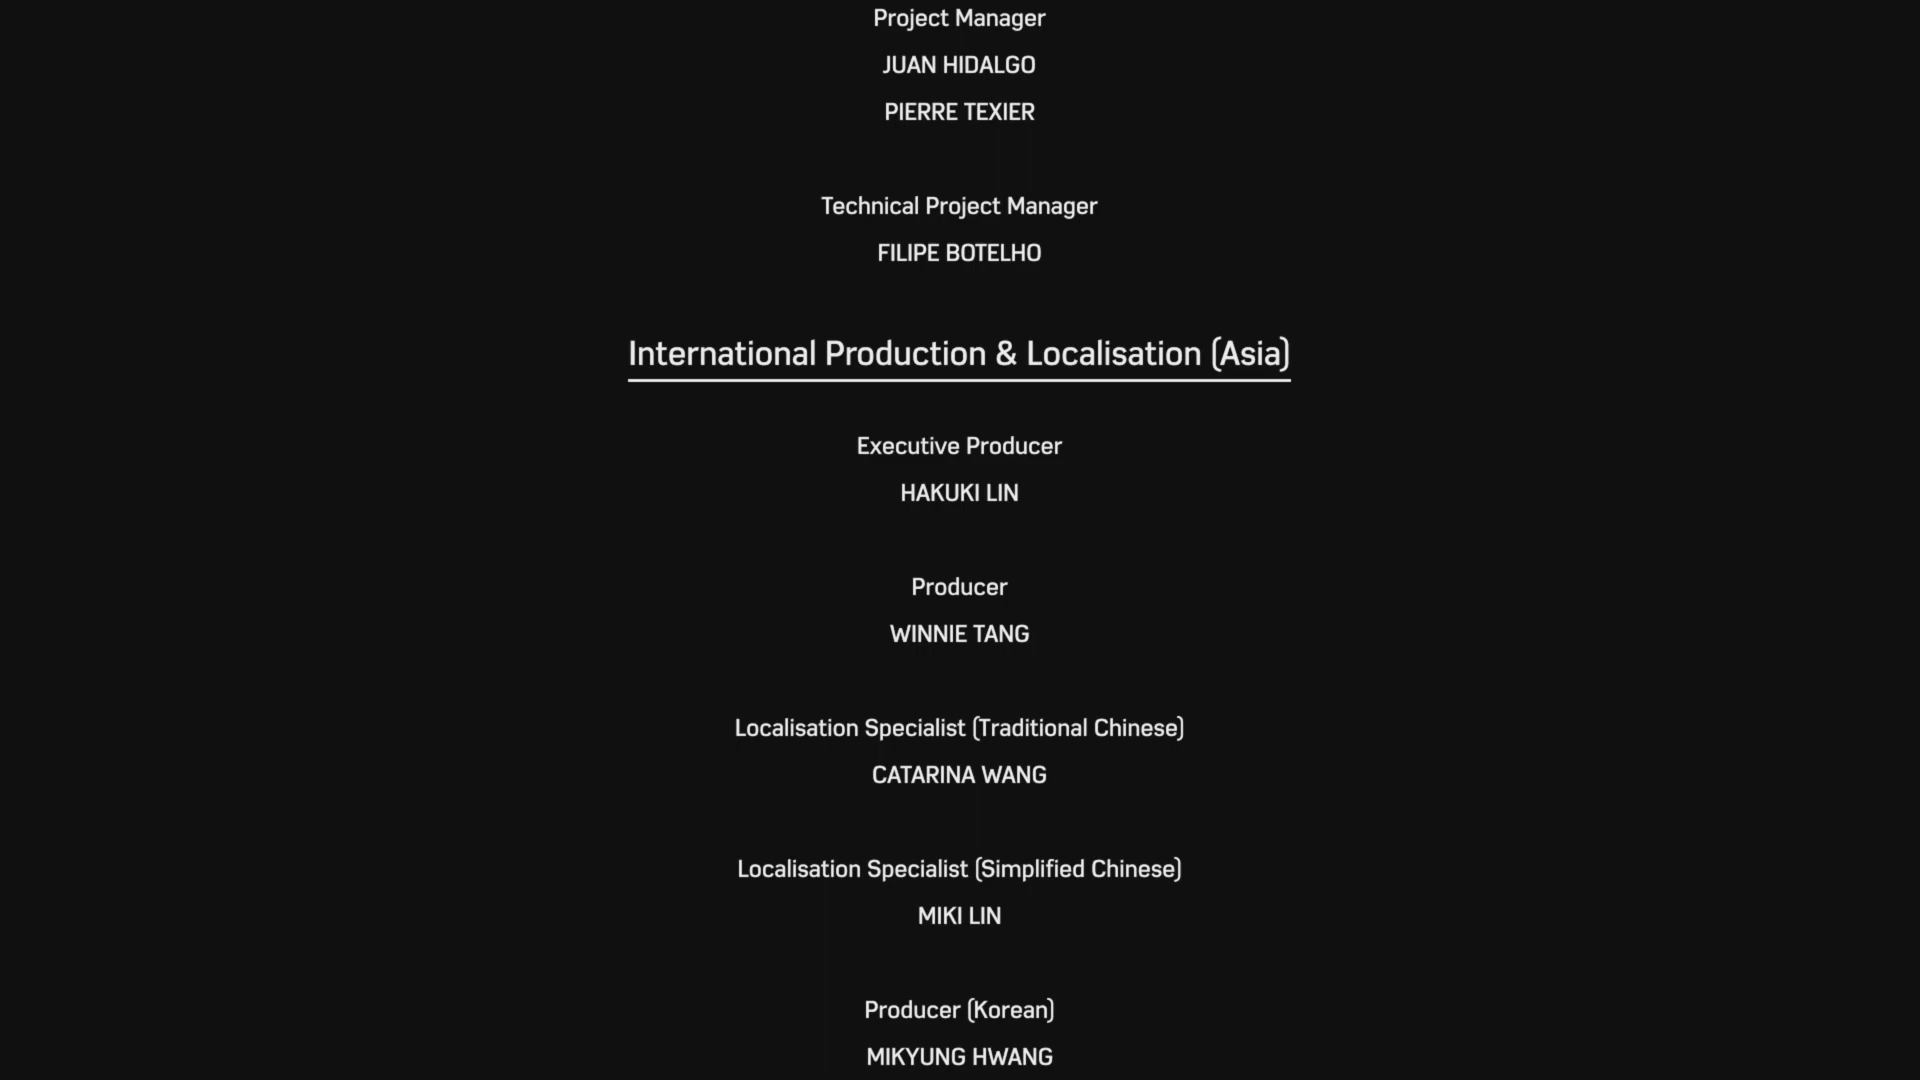 Project Manager
JUAN HIDALGO
PIERRE TEXIER
Technical Project Manager
FILIPE BOTELHO
International Production & Localisation (Asia)
Executive Producer
HAKUKI LIN
Producer
WINNIE TANG
Localisation Specialist (Traditional Chinese)
CATARINA WANG
Localisation Specialist (Simplified Chinese)
MIKI LIN
Producer (Korean)
MIKYUNG HWANG